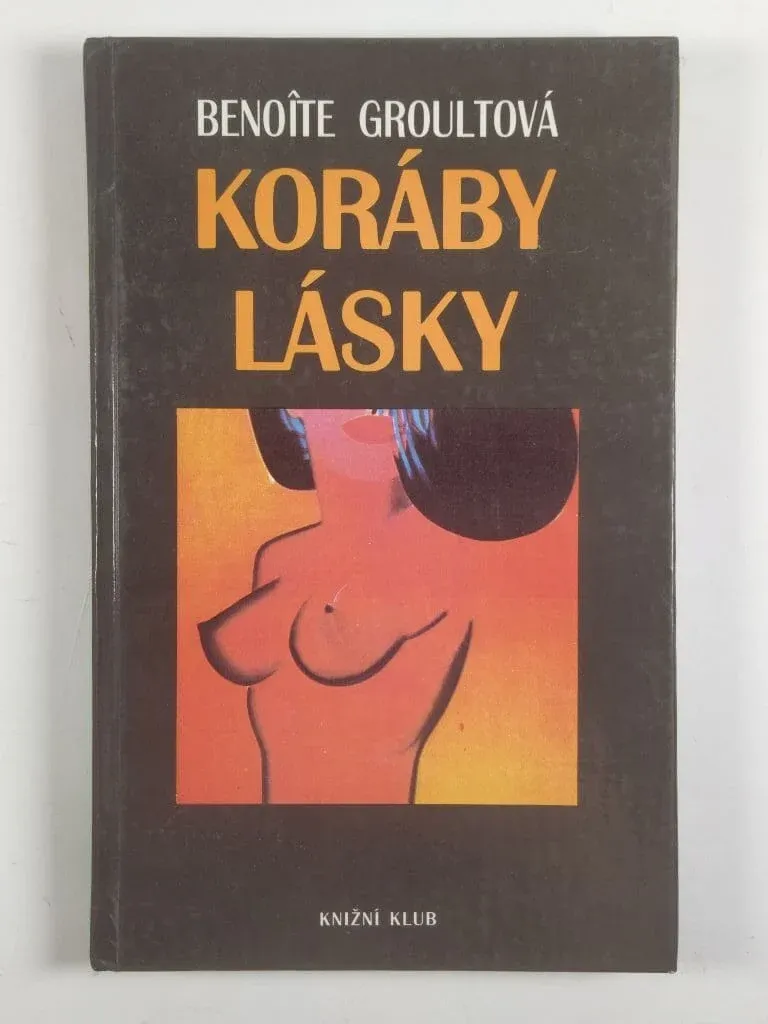 BENOÎTE GROULTOVÁ
KORÁBY
LÁSKY
KNIŽNÍ KLUB